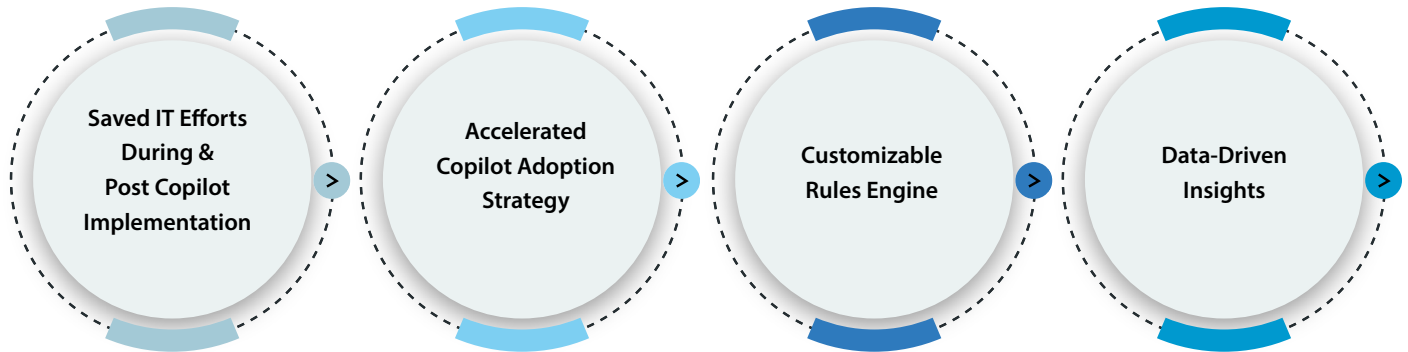 Saved IT Efforts
During &
Post Copilot
Implementation
Accelerated
Copilot Adoption
Strategy
Customizable
Rules Engine
Data-Driven
Insights